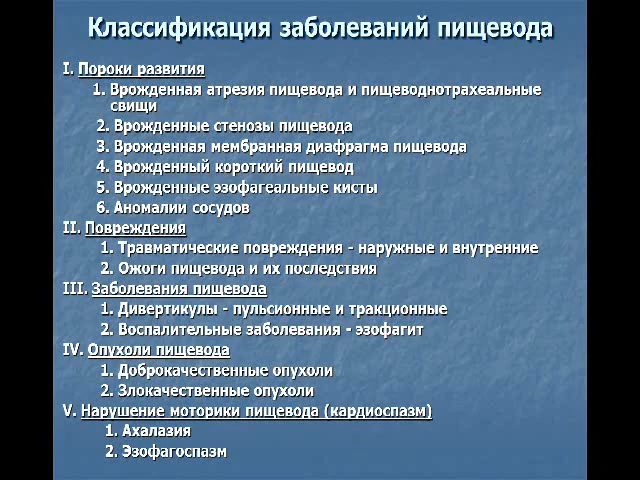 Классификация заболеваний пищевода
I. Пороки развития
1. Врожденная атрезия пищевода и пищеводнотрахеальные
свищи
2. Врожденные стенозы пищевода
3. Врожденная мембранная диафрагма пищевода
4. Врожденный короткий пищевод
5. Врожденные эзофагеальные кисты
6. Аномалии сосудов
II. Повреждения
1. Травматические повреждения - наружные и внутренние
2. Ожоги пищевода и их последствия
III. Заболевания пищевода
1. Дивертикулы - пульсионные и тракционные
2. Воспалительные заболевания - эзофагит
IV. Опухоли пищевода
1. Доброкачественные опухоли
2. Злокачественные опухоли
V. Нарушение моторики пищевода (кардиоспазм)
1. Ахалазия
2. Эзофагоспазм